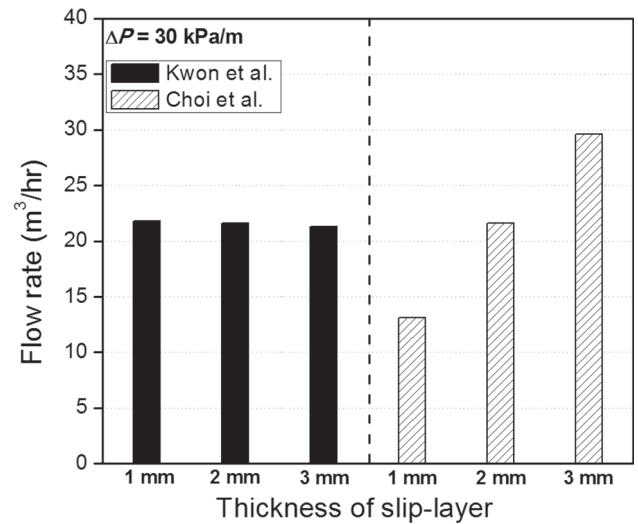 ΔP = 30 kPa/m
Kwon et al.
Choi et al.
40
35
30
25
20
15
10
5
0
Flow rate (m³/hr)
1 mm 2 mm 3 mm 1 mm 2 mm 3 mm
Thickness of slip-layer